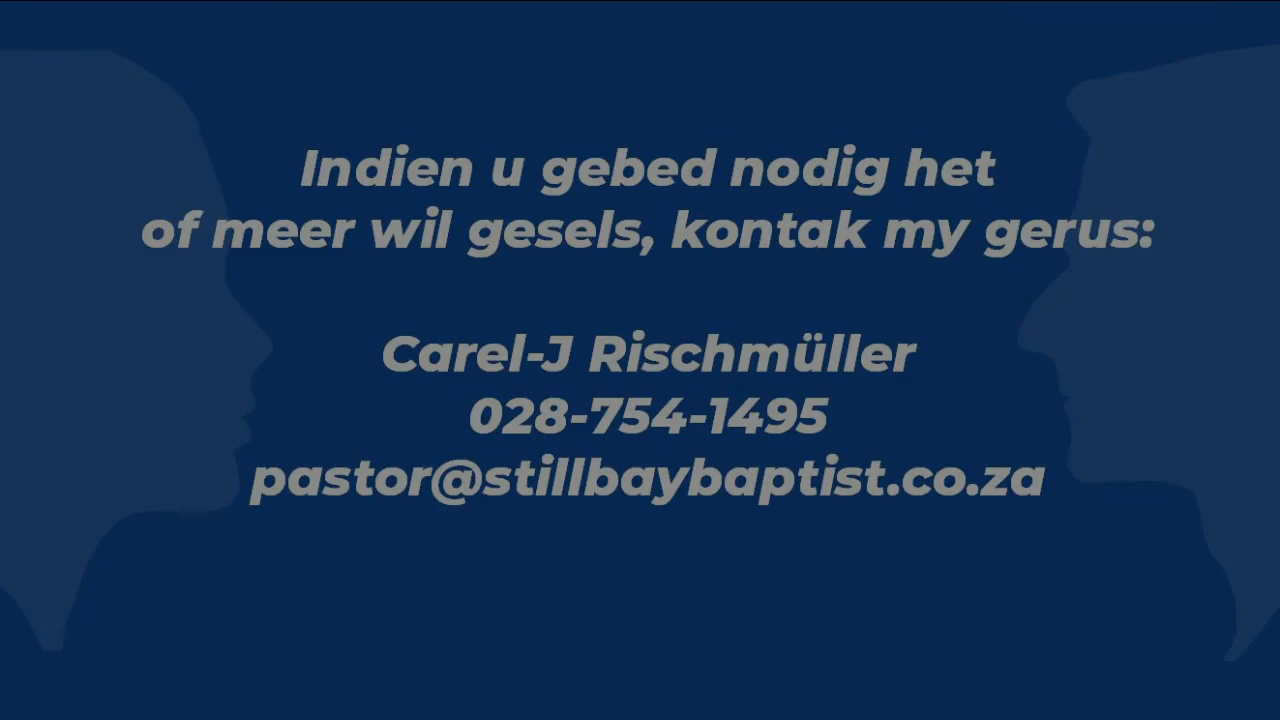 Indien u gebed nodig het
of meer wil gesels, kontak my gerus:
Carel-J Rischmüller
028-754-1495
pastor@stillbaybaptist.co.za